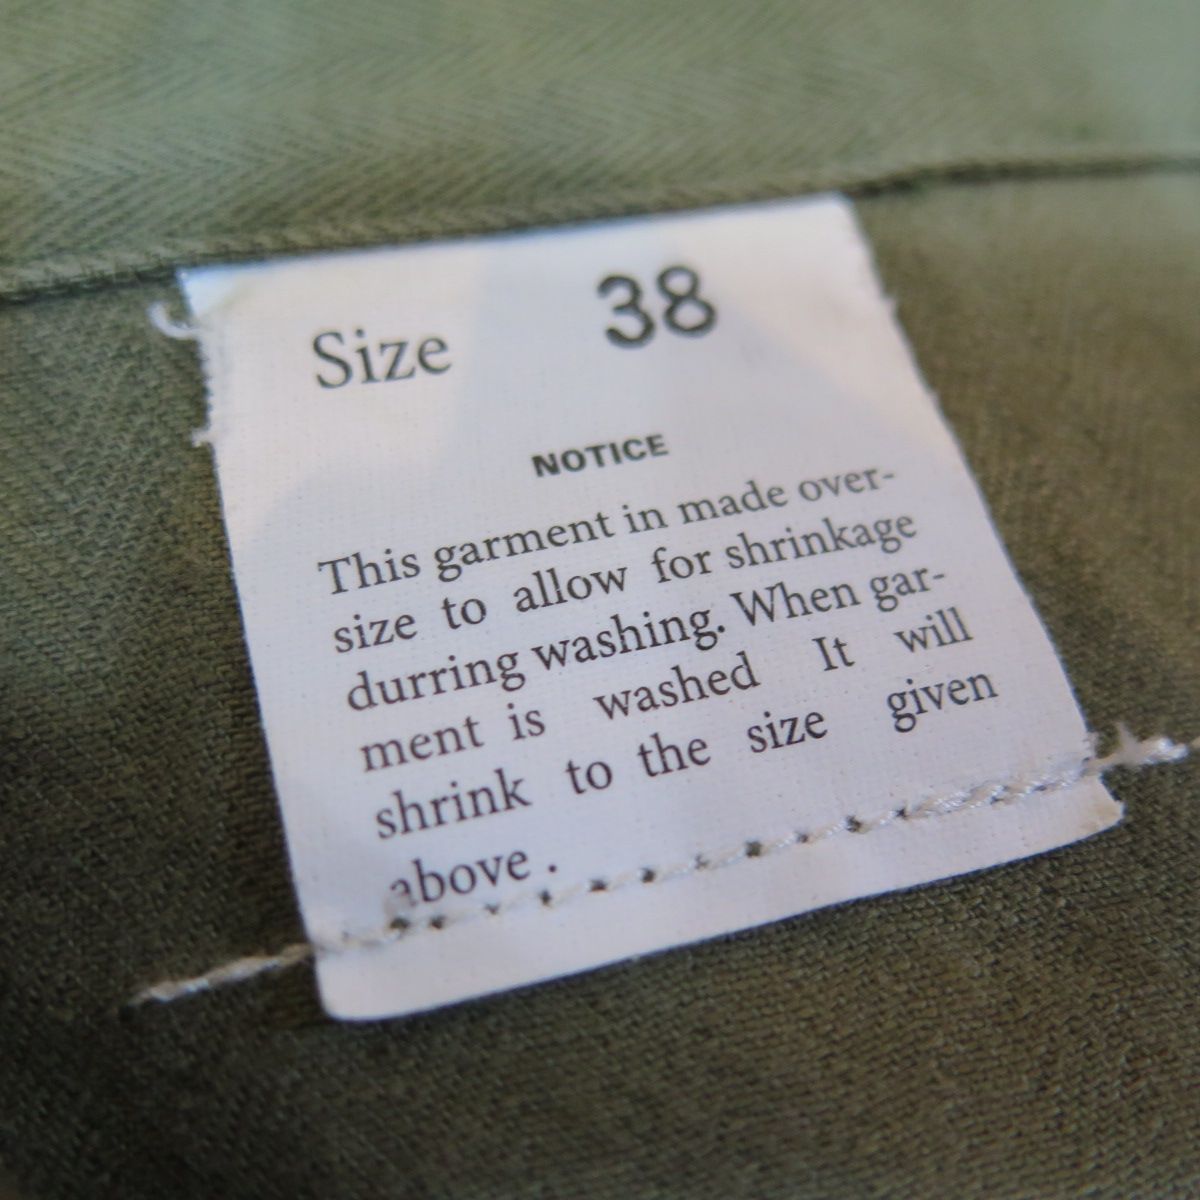 Size 38
NOTICE
This garment in made over-
size to allow for shrinkage
durring washing. When gar-
ment is washed It will
shrink to the size given
above .